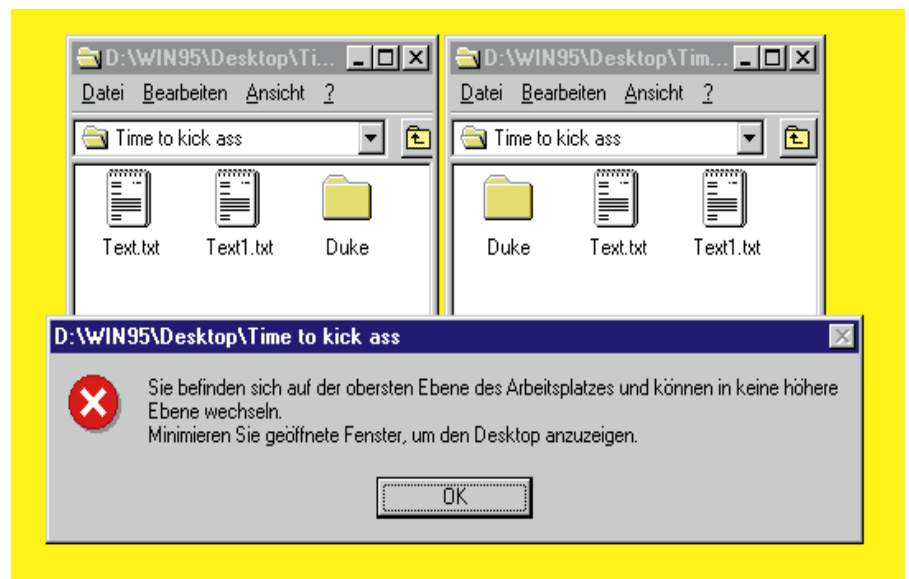 D:\WIN95\Desktop\Ti...
Datei Bearbeiten Ansicht ?
Time to kick ass
Text.txt Text1.txt Duke
D:\WIN95\Desktop\Tim...
Datei Bearbeiten Ansicht ?
Time to kick ass
Duke Text.txt Text1.txt
D:\WIN95\Desktop\Time to kick ass
Sie befinden sich auf der obersten Ebene des Arbeitsplatzes und können in keine höhere
Ebene wechseln.
Minimieren Sie geöffnete Fenster, um den Desktop anzuzeigen.
OK